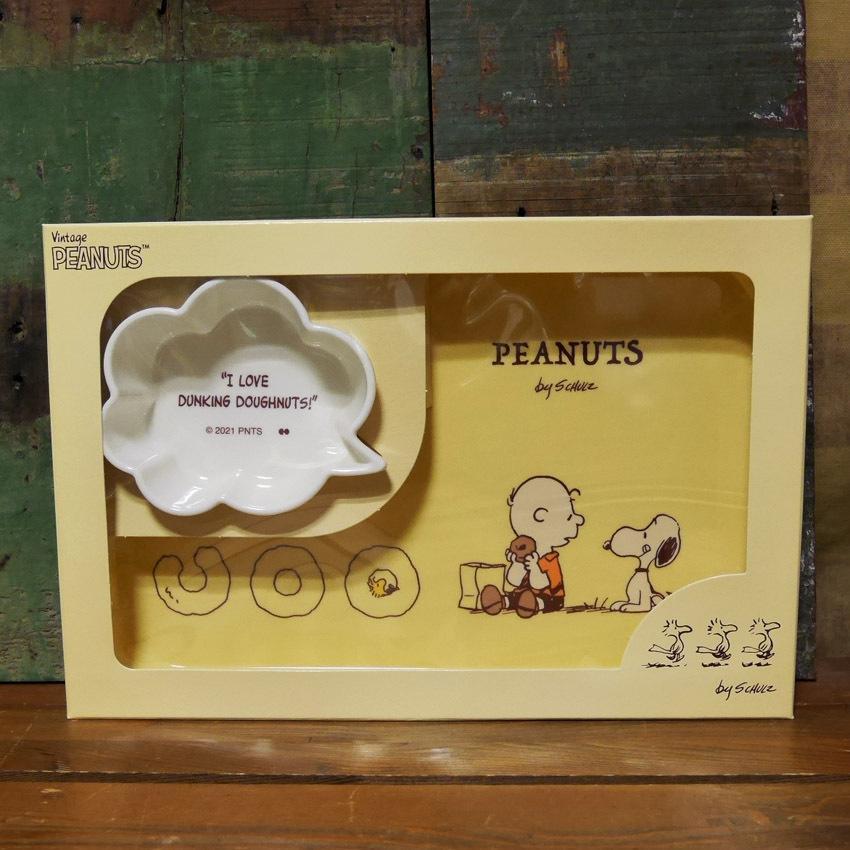 Vintage
PEANUTS™
"I LOVE
DUNKING DOUGHNUTS!"
© 2021 PNTS
PEANUTS
by SCHULZ
by SCHULZ